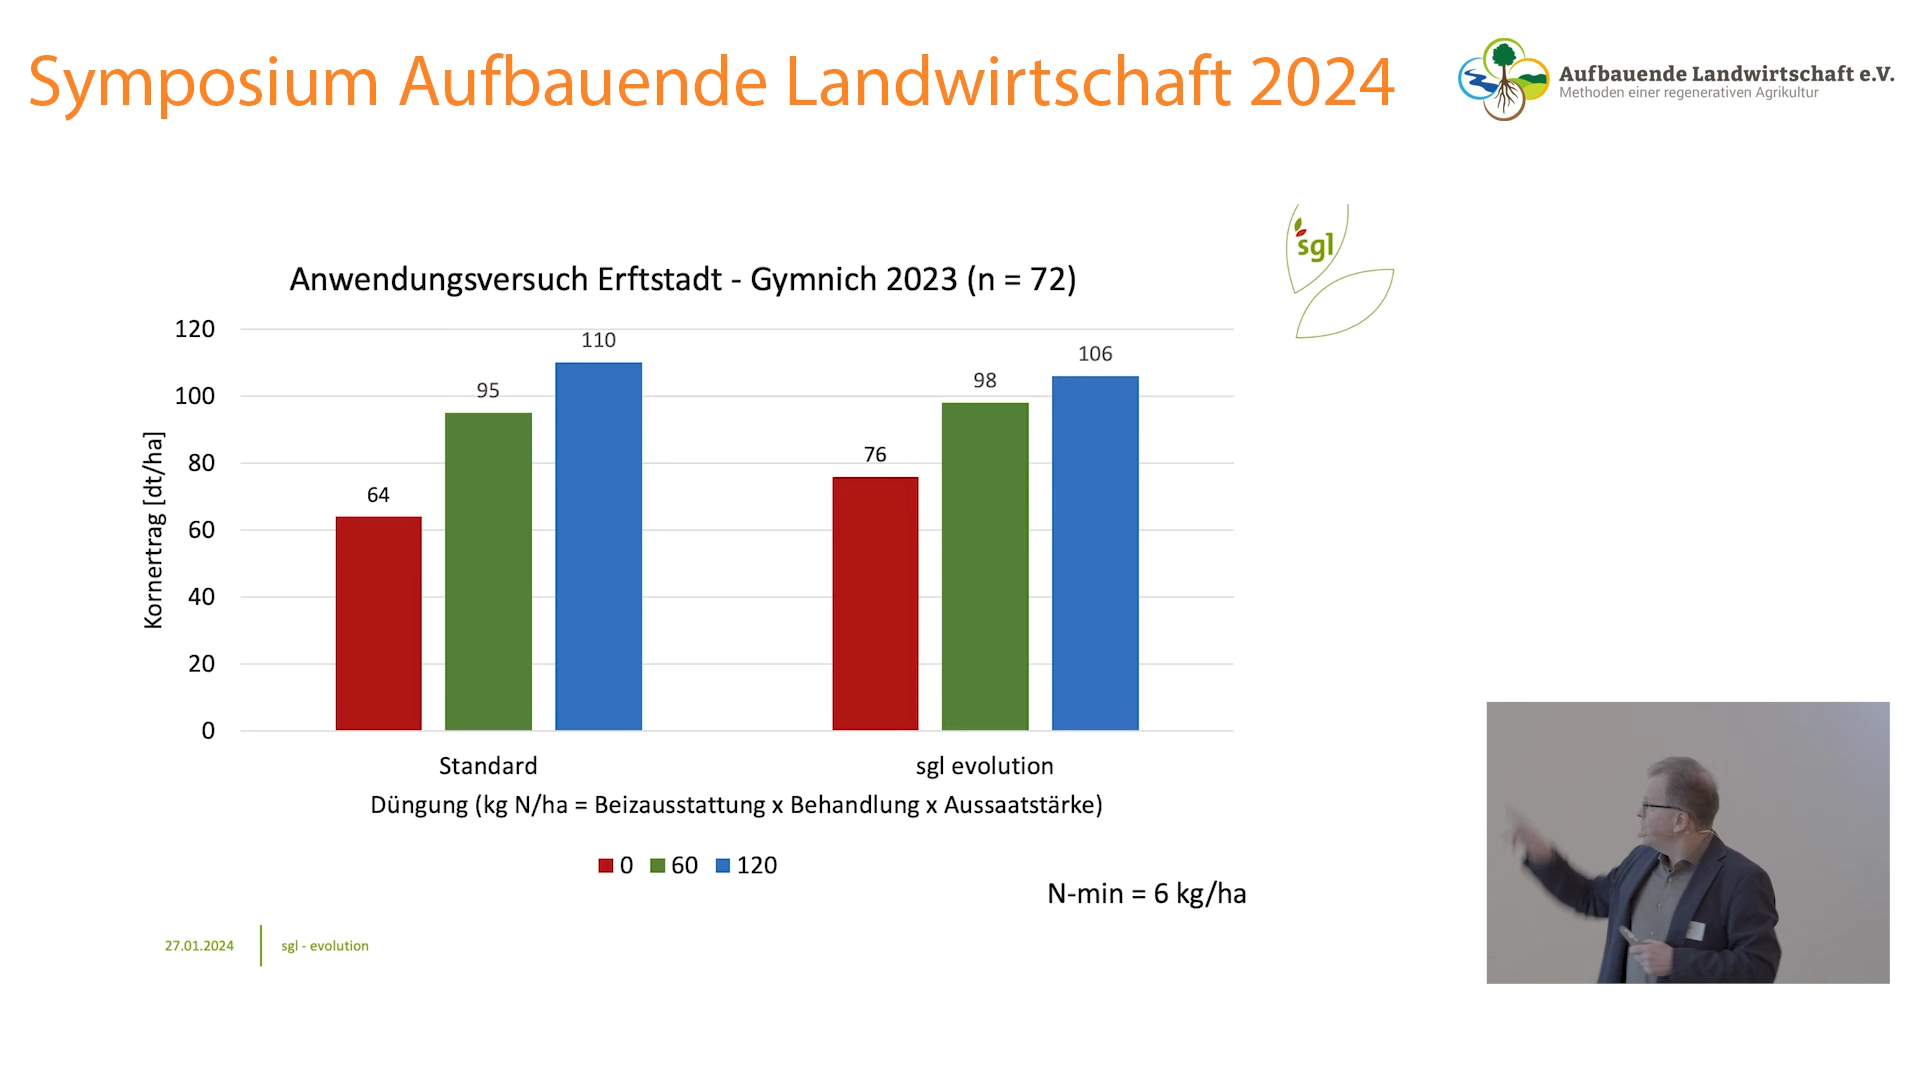 Symposium Aufbauende Landwirtschaft 2024
Aufbauende Landwirtschaft e.V.
Methoden einer regenerativen Agrikultur
sgl
Anwendungsversuch Erftstadt - Gymnich 2023 (n = 72)
Kornertrag [dt/ha]
120
100
80
60
40
20
0
64
95
110
76
98
106
Standard
sgl evolution
Düngung (kg N/ha = Beizausstattung x Behandlung x Aussaatstärke)
0 60 120
N-min = 6 kg/ha
27.01.2024
sgl - evolution